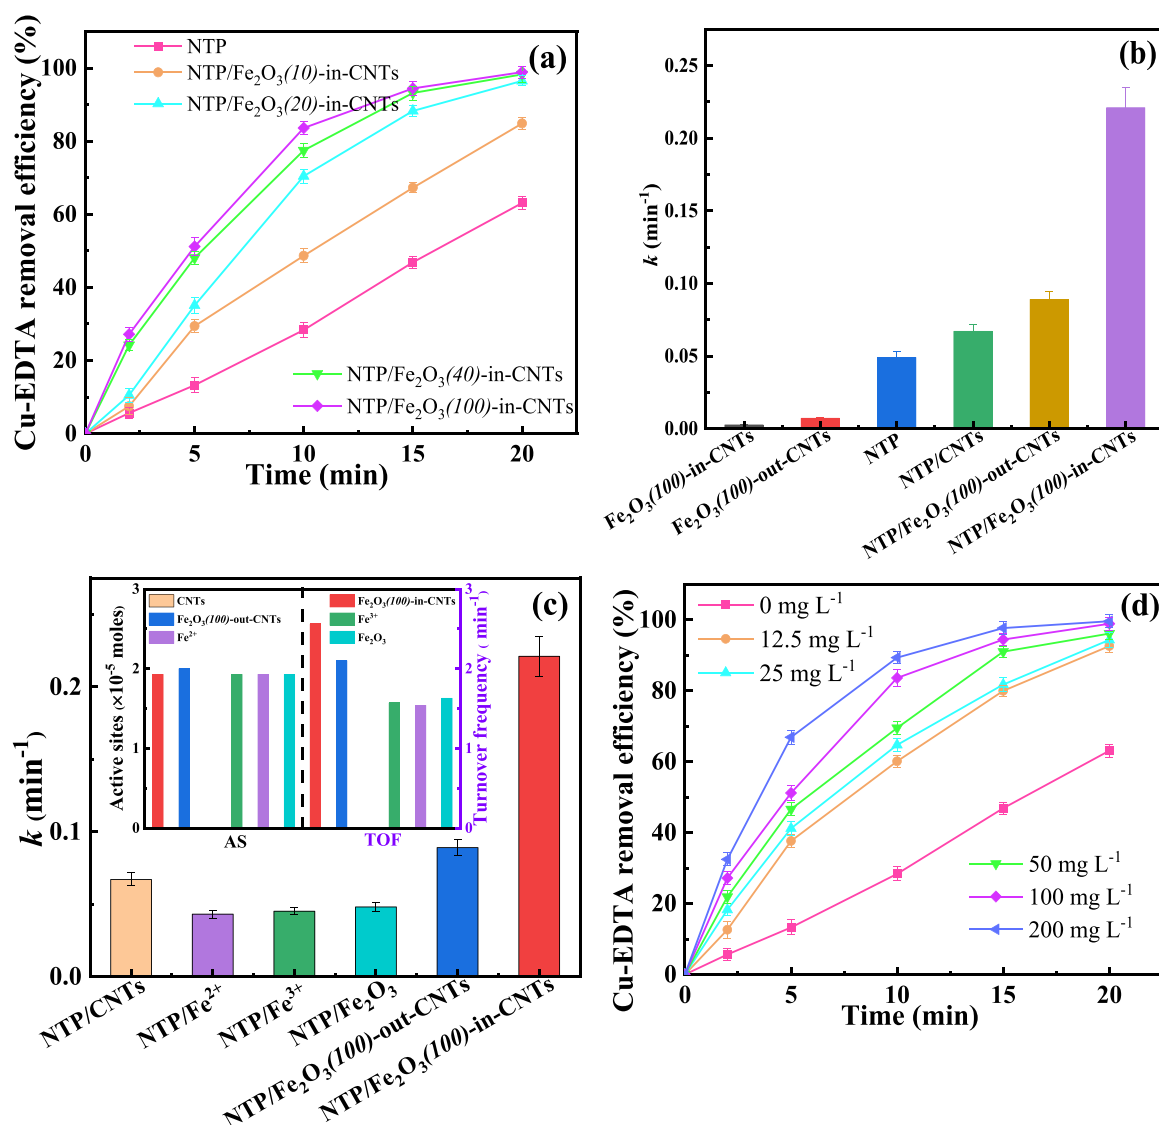 (a)
Cu-EDTA removal efficiency (%)
NTP
NTP/Fe₂O₃(10)-in-CNTs
NTP/Fe₂O₃(20)-in-CNTs
NTP/Fe₂O₃(40)-in-CNTs
NTP/Fe₂O₃(100)-in-CNTs
100
80
60
40
20
0
0 5 10 15 20
Time (min)
(b)
k (min⁻¹)
0.25
0.20
0.15
0.10
0.05
0.00
Fe₂O₃(100)-in-CNTs
Fe₂O₃(100)-out-CNTs
NTP
NTP/CNTs
NTP/Fe₂O₃(100)-out-CNTs
NTP/Fe₂O₃(100)-in-CNTs
(c)
k (min⁻¹)
0.2
0.1
0.0
Active sites (×10⁻⁵ moles)
3
2
1
0
CNTs
Fe₂O₃(100)-out-CNTs
Fe²⁺
Fe₂O₃(100)-in-CNTs
Fe³⁺
Fe₂O₃
3
2
1
0
Turnover frequency ( min⁻¹)
AS TOF
NTP/CNTs
NTP/Fe²⁺
NTP/Fe³⁺
NTP/Fe₂O₃
NTP/Fe₂O₃(100)-out-CNTs
NTP/Fe₂O₃(100)-in-CNTs
(d)
Cu-EDTA removal efficiency (%)
0 mg L⁻¹
12.5 mg L⁻¹
25 mg L⁻¹
50 mg L⁻¹
100 mg L⁻¹
200 mg L⁻¹
100
80
60
40
20
0
0 5 10 15 20
Time (min)